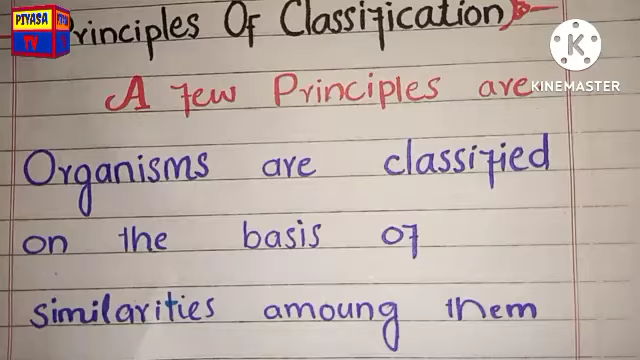 Principles Of Classification
A few Principles are
Organisms are classified
on the basis of
similarities amoung them
PIYASA
TV
KINEMASTER